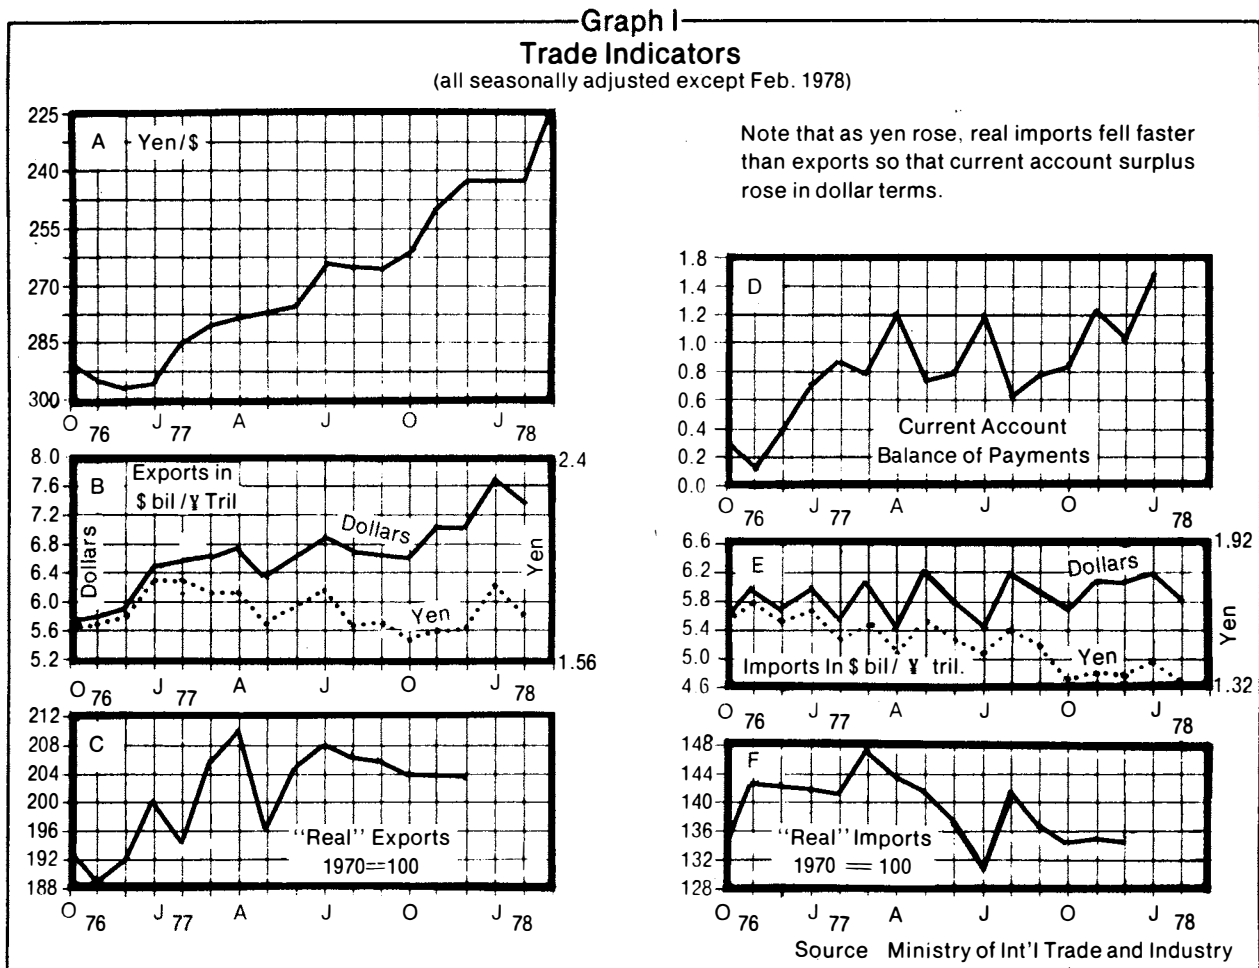 Graph I
Trade Indicators
(all seasonally adjusted except Feb. 1978)
Note that as yen rose, real imports fell faster
than exports so that current account surplus
rose in dollar terms.
A Yen/$
225
240
255
270
285
300
O 76 J 77 A J O J 78
B Exports in
$ bil/¥ Tril
8.0
7.6
7.2
6.8
6.4
6.0
5.6
5.2
Dollars
Dollars
Yen
Yen
2.4
1.56
O 76 J 77 A J O J 78
C
212
208
204
200
196
192
188
"Real" Exports
1970=100
O 76 J 77 A J O J 78
D
1.8
1.4
1.2
1.0
0.8
0.6
0.4
0.2
0.0
Current Account
Balance of Payments
O 76 J 77 A J O J 78
E
6.6
6.2
5.8
5.4
5.0
4.6
Dollars
Yen
Imports In $ bil/ ¥ tril.
1.92
Yen
1.32
O 76 J 77 A J O J 78
F
148
144
140
136
132
128
"Real" Imports
1970 = 100
O 76 J 77 A J O J 78
Source Ministry of Int'l Trade and Industry